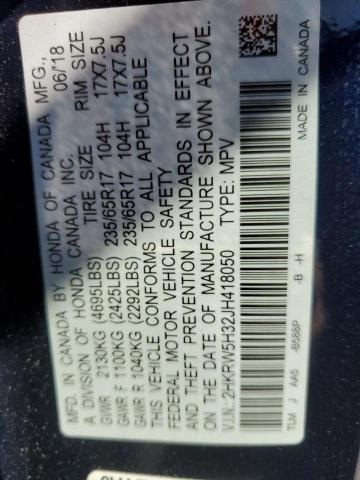 MFD. IN CANADA BY HONDA OF CANADA MFG.,
A DIVISION OF HONDA CANADA INC. 06/18
TIRE SIZE RIM SIZE
GVWR 2130KG (4695LBS)
GAWR F 1100KG (2425LBS) 235/65R17 104H 17X7.5J
GAWR R 1040KG (2292LBS) 235/65R17 104H 17X7.5J
THIS VEHICLE CONFORMS TO ALL APPLICABLE
FEDERAL MOTOR VEHICLE SAFETY
AND THEFT PREVENTION STANDARDS IN EFFECT
ON THE DATE OF MANUFACTURE SHOWN ABOVE.
V.I.N: 2HKRW5H32JH418050 TYPE: MPV
TLM J AA5 -B588P -B -H MADE IN CANADA